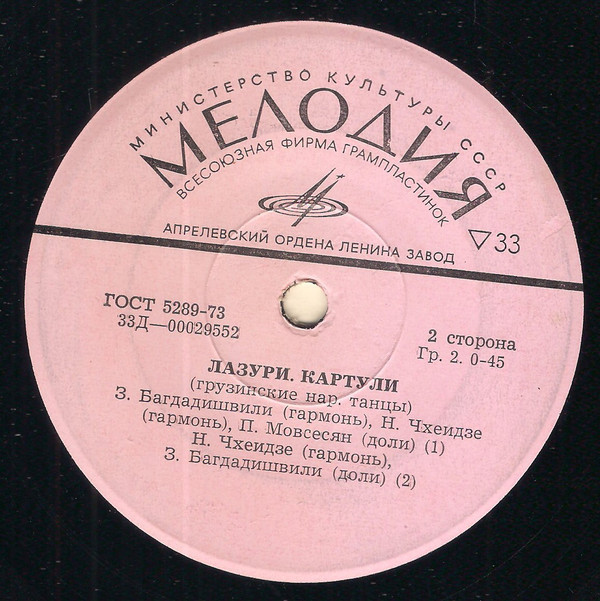 МИНИСТЕРСТВО КУЛЬТУРЫ СССР
МЕЛОДИЯ
ВСЕСОЮЗНАЯ ФИРМА ГРАМПЛАСТИНОК
АПРЕЛЕВСКИЙ ОРДЕНА ЛЕНИНА ЗАВОД
▽33
ГОСТ 5289-73
33Д—00029552
2 сторона
Гр. 2. 0-45
ЛАЗУРИ. КАРТУЛИ
(грузинские нар. танцы)
З. Багдадишвили (гармонь), Н. Чхеидзе
(гармонь), П. Мовсесян (доли) (1)
Н. Чхеидзе (гармонь),
З. Багдадишвили (доли) (2)